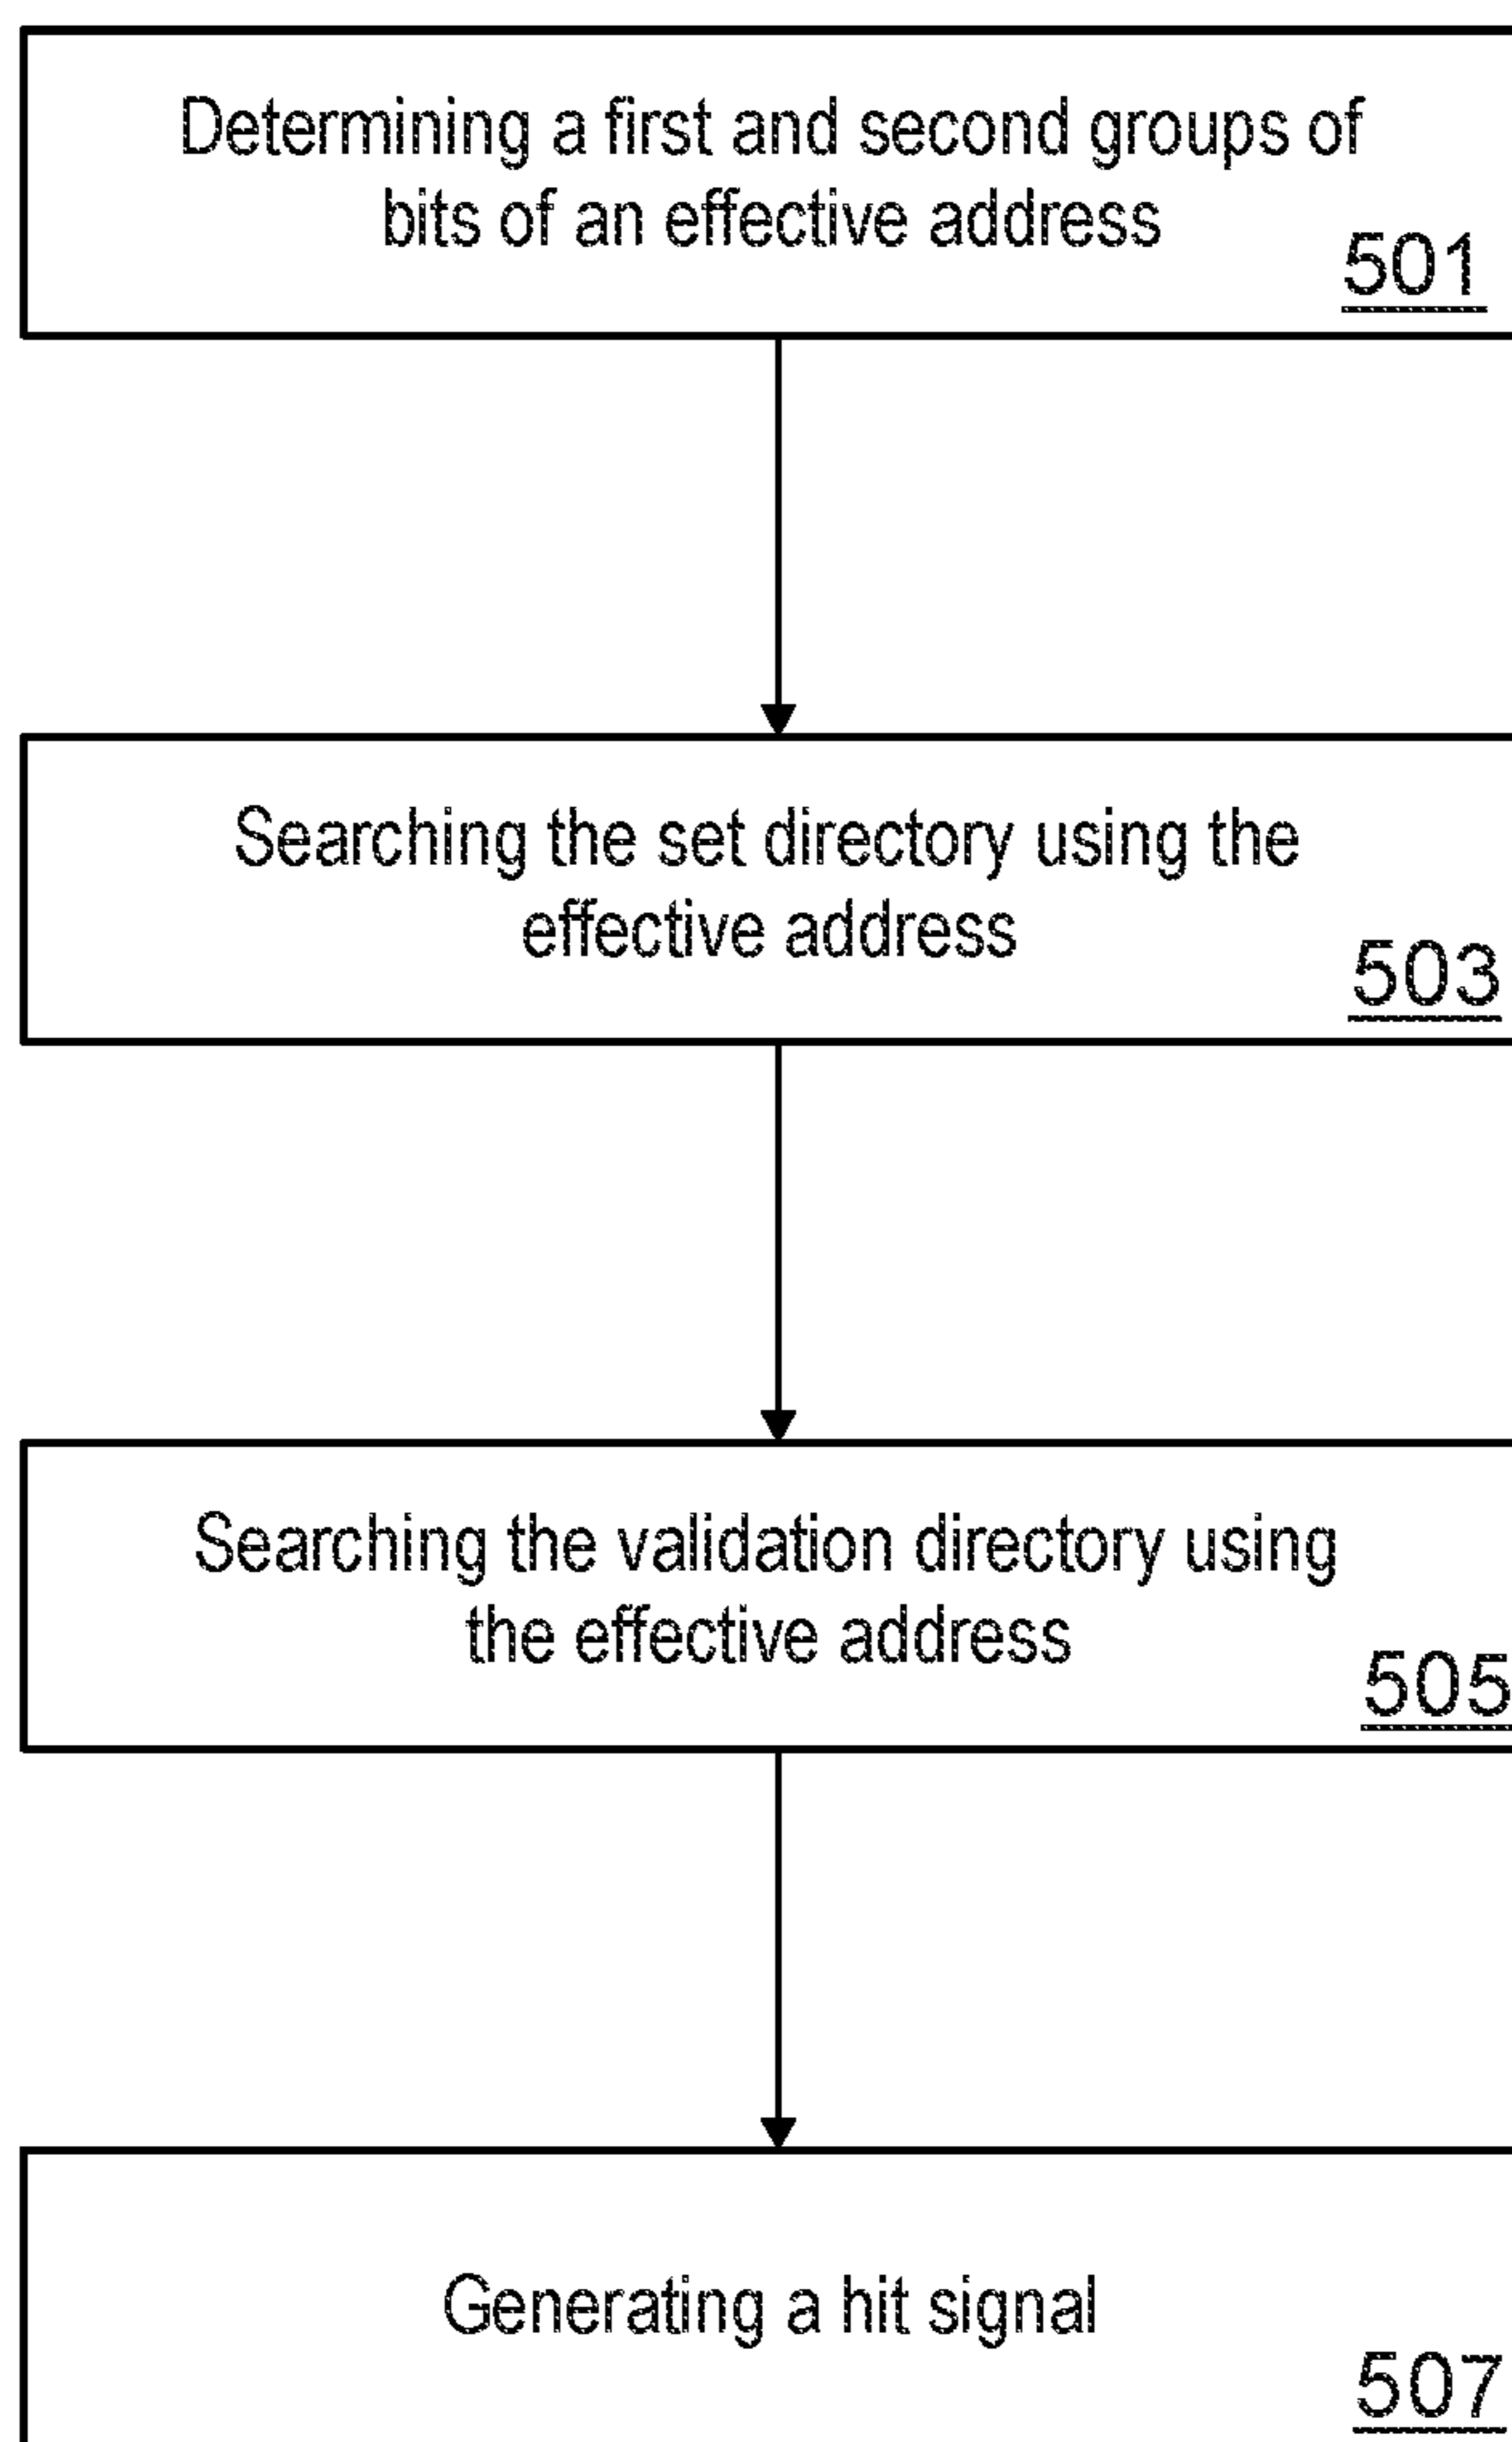 Determining a first and second groups of
bits of an effective address
501
Searching the set directory using the
effective address
503
Searching the validation directory using
the effective address
505
Generating a hit signal
507